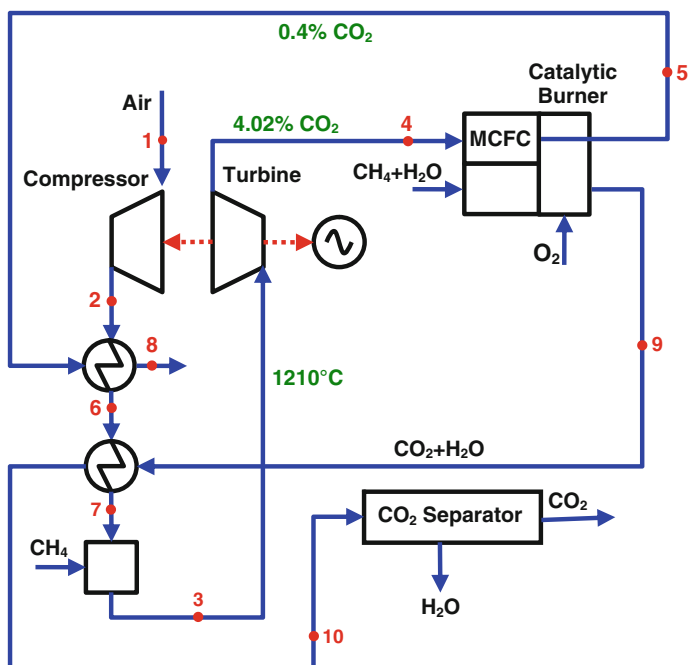 0.4% CO₂
5
Catalytic
Burner
Air
4.02% CO₂
4
1
MCFC
Compressor
Turbine
CH₄+H₂O
O₂
2
8
9
1210°C
6
CO₂+H₂O
7
CO₂ Separator
CO₂
CH₄
3
H₂O
10